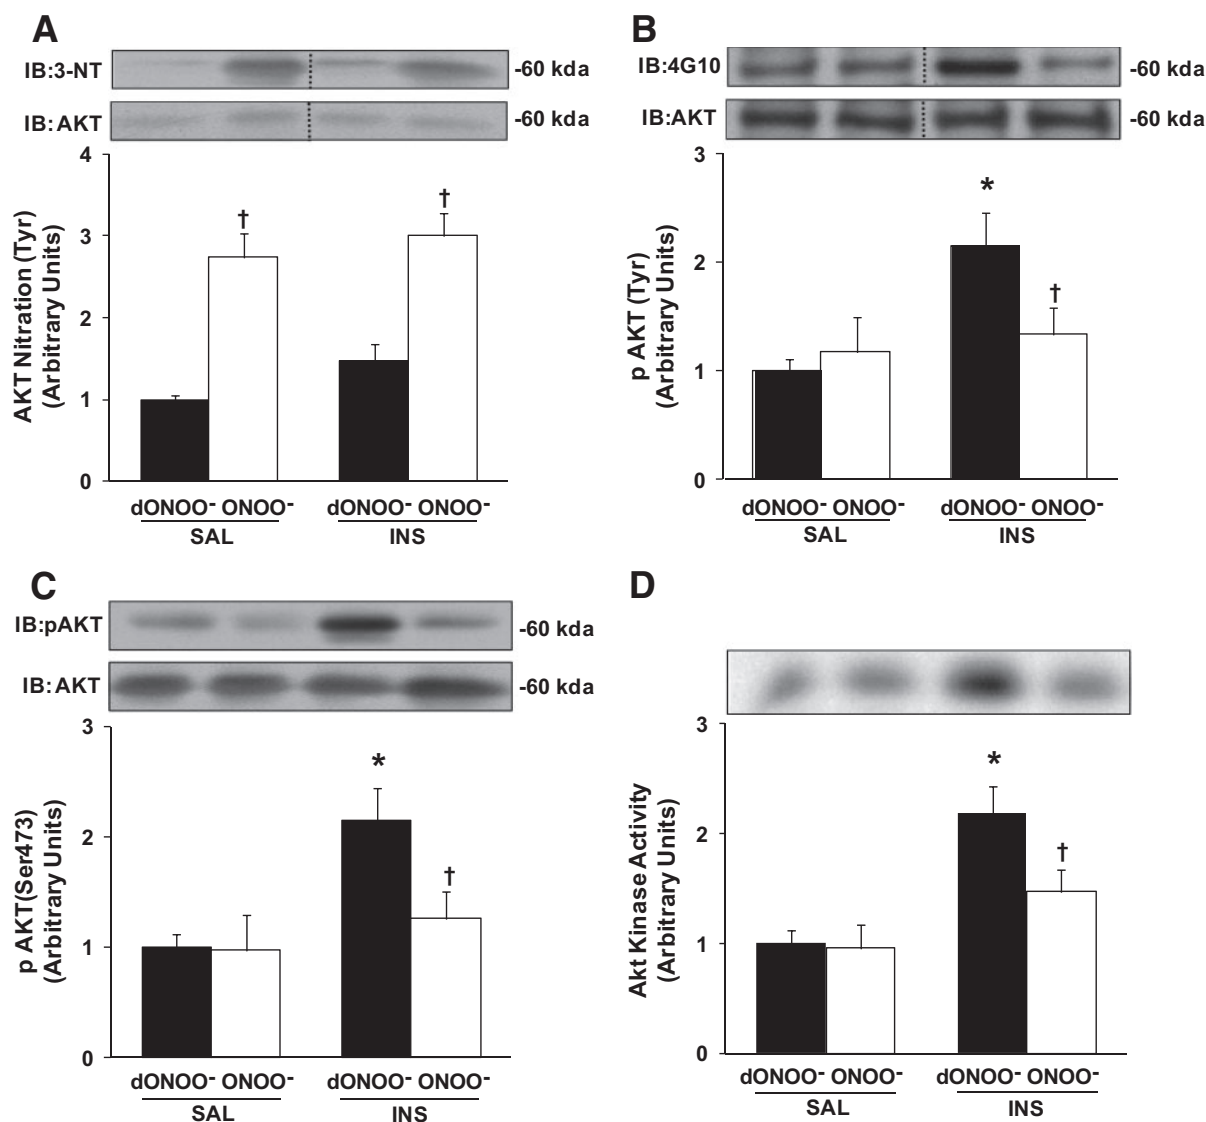 A
IB:3-NT
-60 kda
IB:AKT
-60 kda
AKT Nitration (Tyr)
(Arbitrary Units)
4
3
2
1
0
†
†
dONOO- ONOO-
dONOO- ONOO-
SAL
INS
B
IB:4G10
-60 kda
IB:AKT
-60 kda
p AKT (Tyr)
(Arbitrary Units)
3
2
1
0
*
†
dONOO- ONOO-
dONOO- ONOO-
SAL
INS
C
IB:pAKT
-60 kda
IB:AKT
-60 kda
p AKT(Ser473)
(Arbitrary Units)
3
2
1
0
*
†
dONOO- ONOO-
dONOO- ONOO-
SAL
INS
D
Akt Kinase Activity
(Arbitrary Units)
3
2
1
0
*
†
dONOO- ONOO-
dONOO- ONOO-
SAL
INS